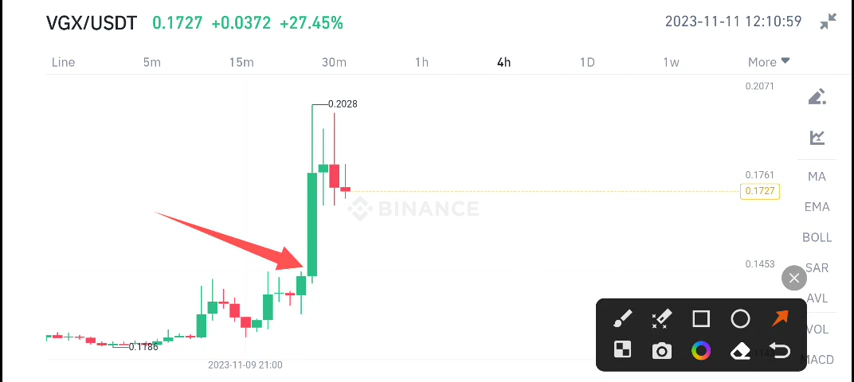 VGX/USDT 0.1727 +0.0372 +27.45% 2023-11-11 12:10:59
Line 5m 15m 30m 1h 4h 1D 1w More
0.2071
0.2028
0.1761
MA
0.1727
BINANCE
EMA
BOLL
0.1453
SAR
AVL
VOL
0.1186
MACD
2023-11-09 21:00